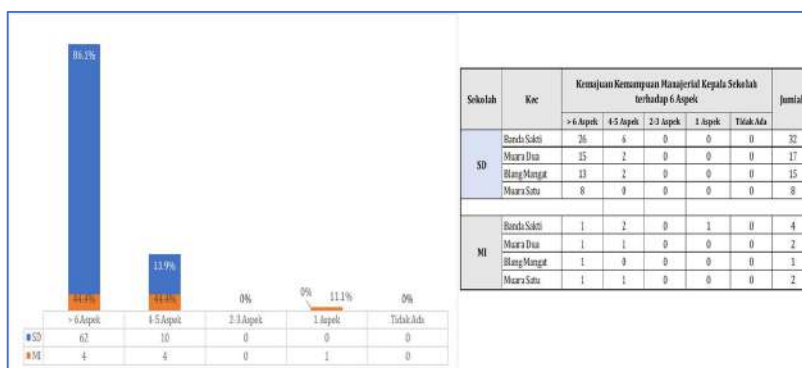 86.1%
13.9%
44.4%
44.4%
0%
0%
11.1%
0%
> 6 Aspek 4-5 Aspek 2-3 Aspek 1 Aspek Tidak Ada
SD 62 10 0 0 0
MI 4 4 0 1 0
Sekolah Kec Kemajuan Kemampuan Manajerial Kepala Sekolah terhadap 6 Aspek Jumlah
> 6 Aspek 4-5 Aspek 2-3 Aspek 1 Aspek Tidak Ada
SD Banda Sakti 26 6 0 0 0 32
Muara Dua 15 2 0 0 0 17
Blang Mangat 13 2 0 0 0 15
Muara Satu 8 0 0 0 0 8
MI Banda Sakti 1 2 0 1 0 4
Muara Dua 1 1 0 0 0 2
Blang Mangat 1 0 0 0 0 1
Muara Satu 1 1 0 0 0 2